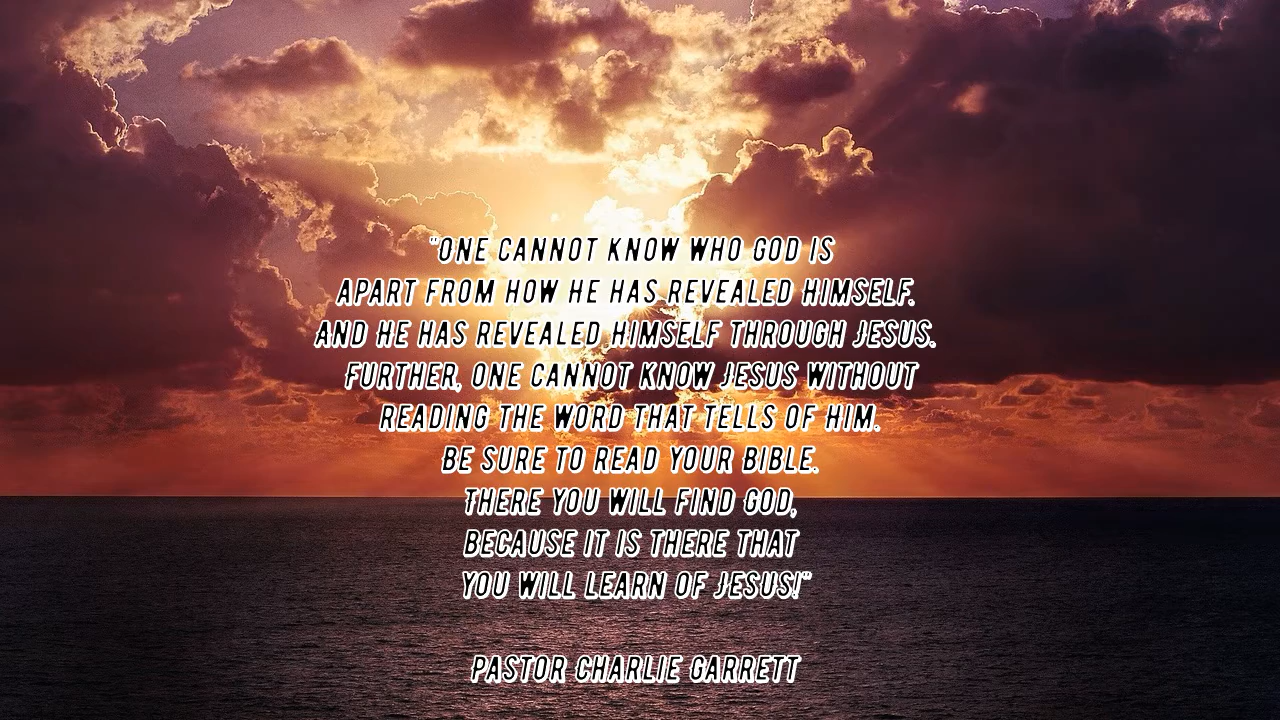 "ONE CANNOT KNOW WHO GOD IS
APART FROM HOW HE HAS REVEALED HIMSELF.
AND HE HAS REVEALED HIMSELF THROUGH JESUS.
FURTHER, ONE CANNOT KNOW JESUS WITHOUT
READING THE WORD THAT TELLS OF HIM.
BE SURE TO READ YOUR BIBLE.
THERE YOU WILL FIND GOD,
BECAUSE IT IS THERE THAT
YOU WILL LEARN OF JESUS!"
PASTOR CHARLIE GARRETT